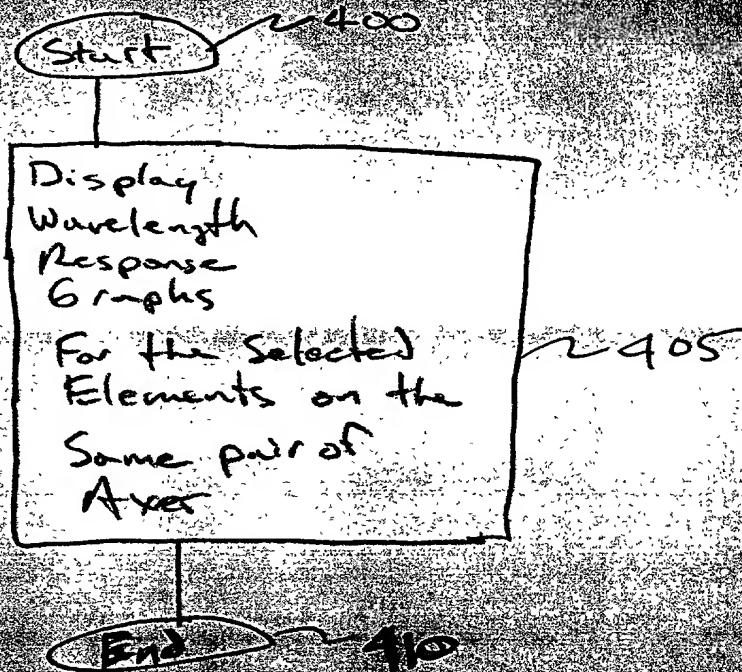 Start
400
Display
Wavelength
Response
Graphs
For the Selected
Elements on the
Same pair of
Axes
405
End
410